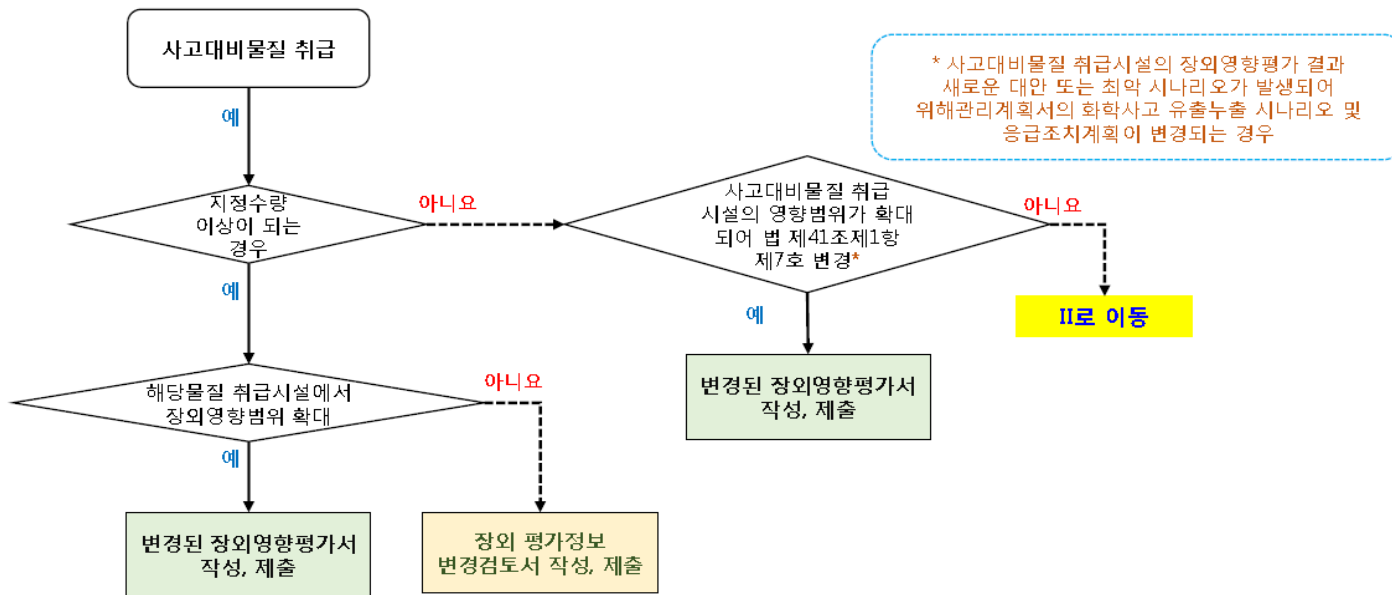 사고대비물질 취급
* 사고대비물질 취급시설의 장외영향평가 결과
새로운 대안 또는 최악 시나리오가 발생되어
위해관리계획서의 화학사고 유출누출 시나리오 및
응급조치계획이 변경되는 경우
예
지정수량
이상이 되는
경우
아니요
사고대비물질 취급
시설의 영향범위가 확대
되어 법 제41조제1항
제7호 변경*
아니요
예
예
II로 이동
해당물질 취급시설에서
장외영향범위 확대
아니요
변경된 장외영향평가서
작성, 제출
예
변경된 장외영향평가서
작성, 제출
장외 평가정보
변경검토서 작성, 제출